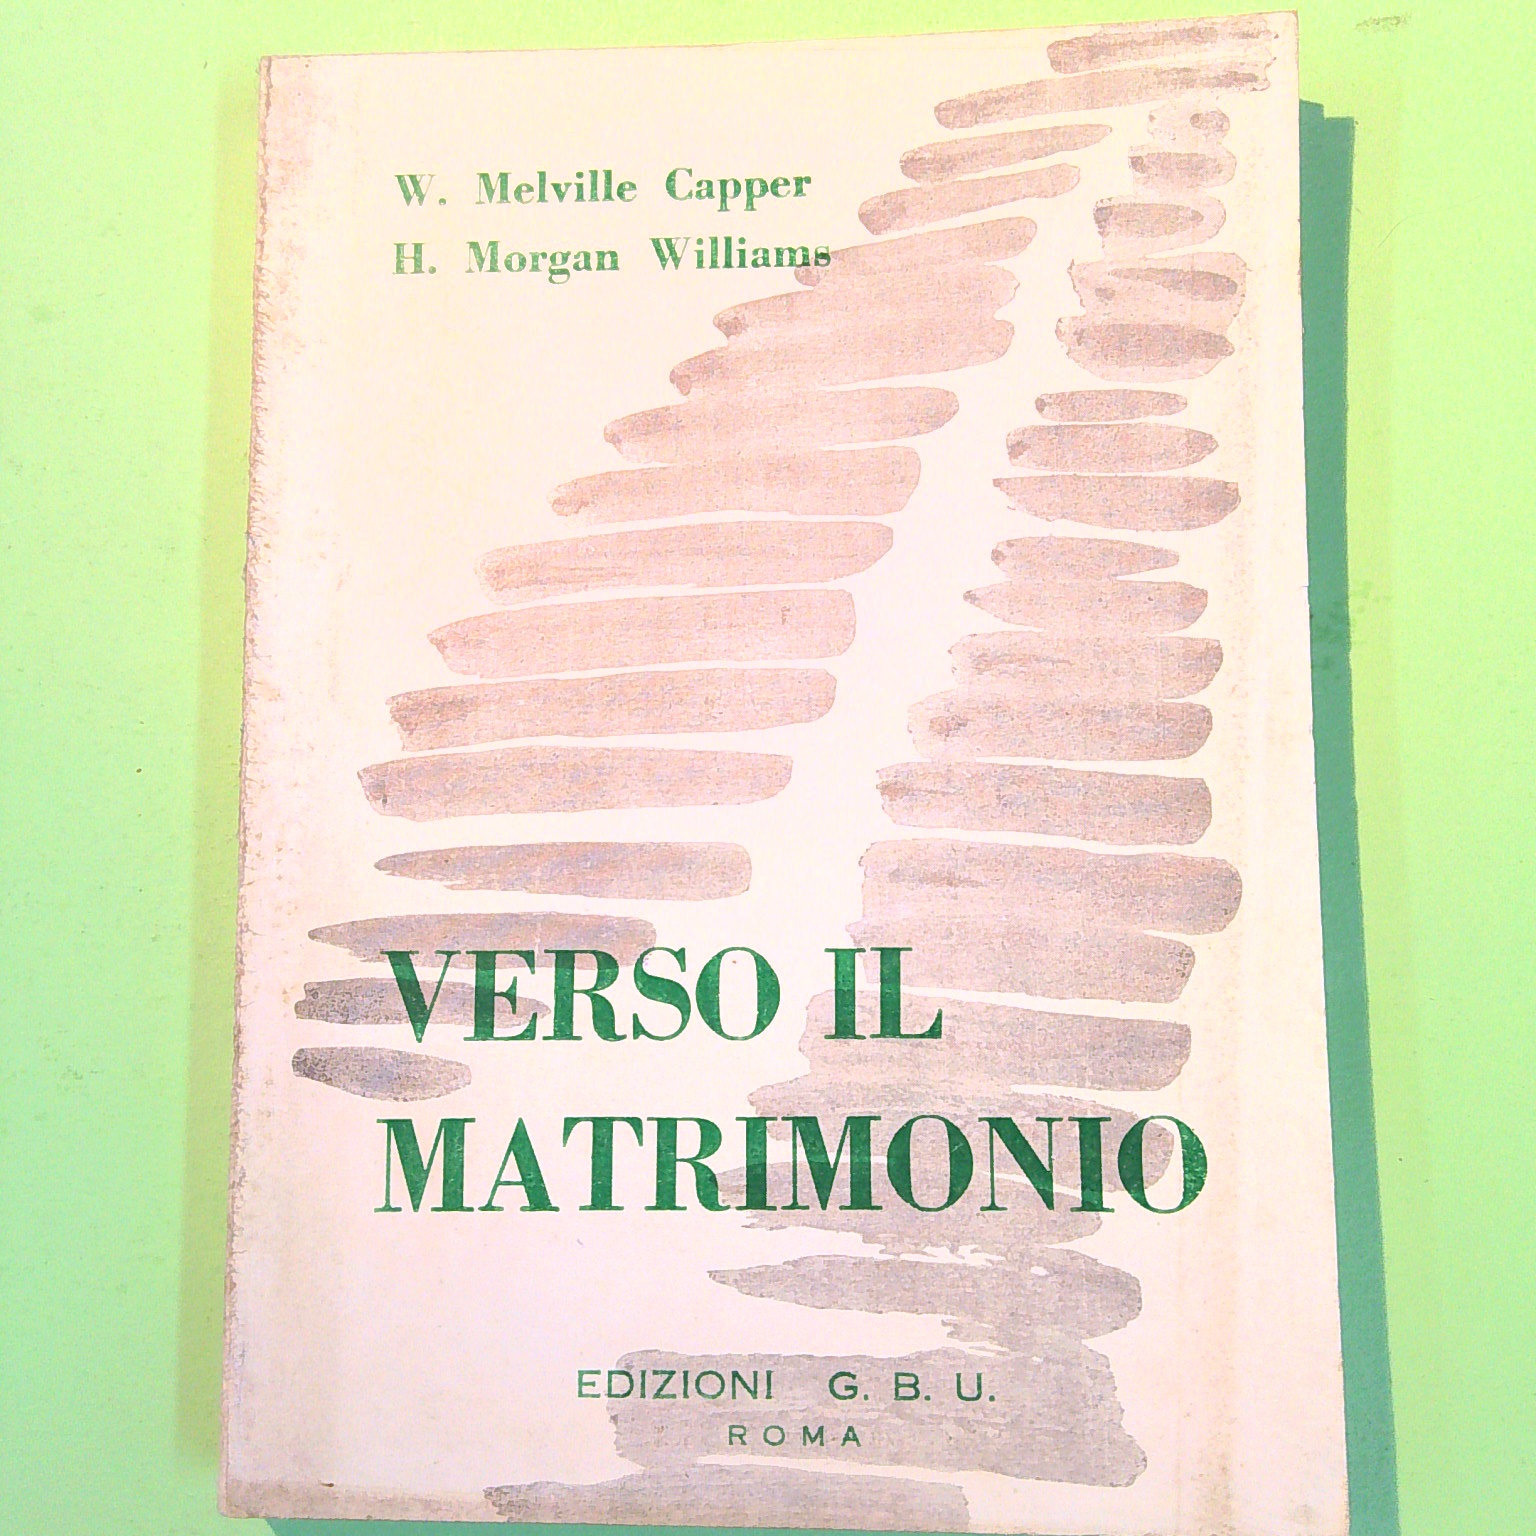 W. Melville Capper
H. Morgan Williams
VERSO IL
MATRIMONIO
EDIZIONI G. B. U.
ROMA